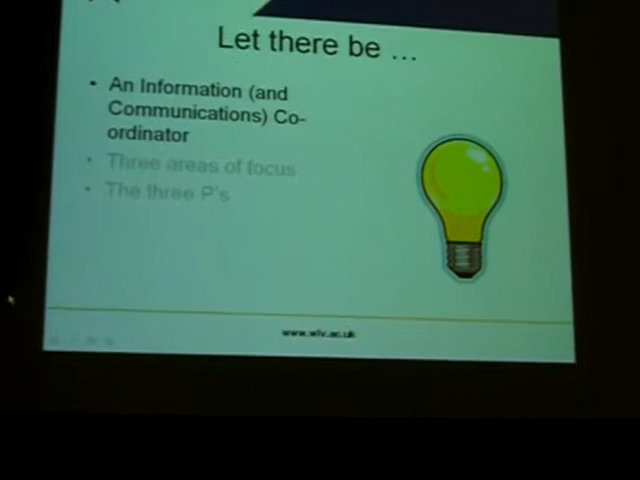 Let there be ...
• An Information (and
Communications) Co-
ordinator
• Three areas of focus
• The three P's
www.wlv.ac.uk